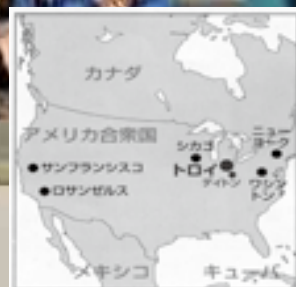 カナダ
アメリカ合衆国
シカゴ
ニュー
ヨーク
サンフランシスコ
トロイ
デイトン
ワシン
トン
ロサンゼルス
メキシコ
キューバ